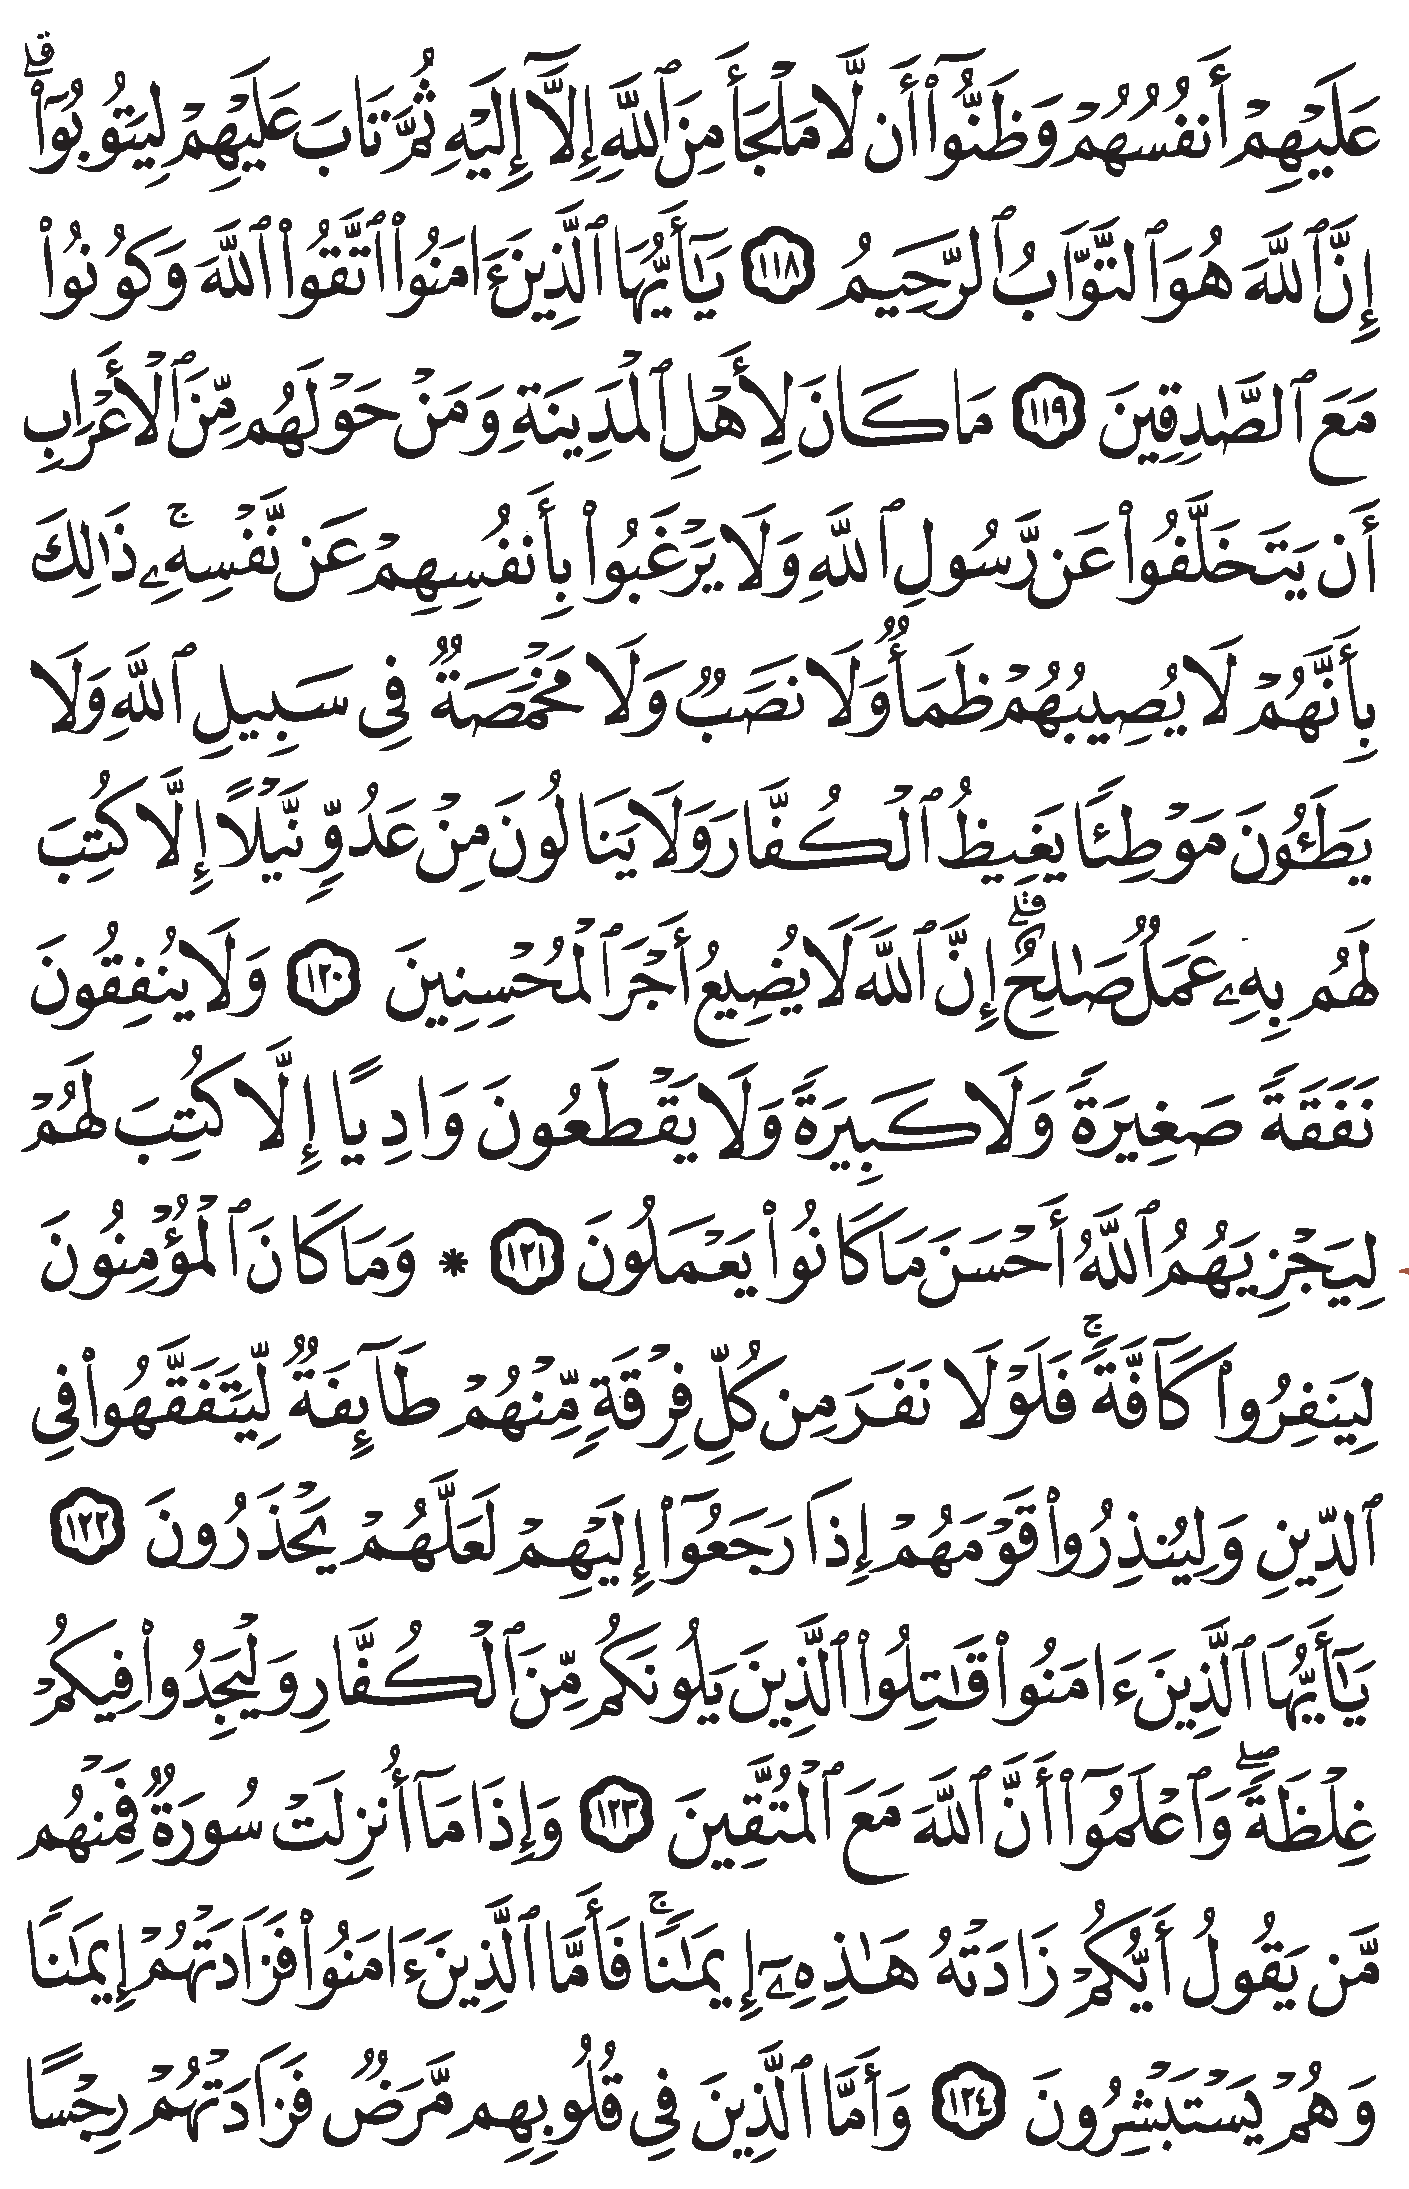 عَلَيْهِمْ أَنفُسُهُمْ وَظَنُّوٓا۟ أَن لَّا مَلْجَأَ مِنَ ٱللَّهِ إِلَّآ إِلَيْهِ ثُمَّ تَابَ عَلَيْهِمْ لِيَتُوبُوٓا۟ ۗ
إِنَّ ٱللَّهَ هُوَ ٱلتَّوَّابُ ٱلرَّحِيمُ ١١٨ يَـٰٓأَيُّهَا ٱلَّذِينَ ءَامَنُوا۟ ٱتَّقُوا۟ ٱللَّهَ وَكُونُوا۟
مَعَ ٱلصَّـٰدِقِينَ ١١٩ مَا كَانَ لِأَهْلِ ٱلْمَدِينَةِ وَمَنْ حَوْلَهُم مِّنَ ٱلْأَعْرَابِ
أَن يَتَخَلَّفُوا۟ عَن رَّسُولِ ٱللَّهِ وَلَا يَرْغَبُوا۟ بِأَنفُسِهِمْ عَن نَّفْسِهِۦ ۚ ذَٰلِكَ
بِأَنَّهُمْ لَا يُصِيبُهُمْ ظَمَأٌ وَلَا نَصَبٌ وَلَا مَخْمَصَةٌ فِى سَبِيلِ ٱللَّهِ وَلَا
يَطَـُٔونَ مَوْطِئًا يَغِيظُ ٱلْكُفَّارَ وَلَا يَنَالُونَ مِنْ عَدُوٍّ نَّيْلًا إِلَّا كُتِبَ
لَهُم بِهِۦ عَمَلٌ صَـٰلِحٌ ۗ إِنَّ ٱللَّهَ لَا يُضِيعُ أَجْرَ ٱلْمُحْسِنِينَ ١٢٠ وَلَا يُنفِقُونَ
نَفَقَةً صَغِيرَةً وَلَا كَبِيرَةً وَلَا يَقْطَعُونَ وَادِيًا إِلَّا كُتِبَ لَهُمْ
لِيَجْزِيَهُمُ ٱللَّهُ أَحْسَنَ مَا كَانُوا۟ يَعْمَلُونَ ١٢١ * وَمَا كَانَ ٱلْمُؤْمِنُونَ
لِيَنفِرُوا۟ كَآفَّةً ۚ فَلَوْلَا نَفَرَ مِن كُلِّ فِرْقَةٍ مِّنْهُمْ طَآئِفَةٌ لِّيَتَفَقَّهُوا۟ فِى
ٱلدِّينِ وَلِيُنذِرُوا۟ قَوْمَهُمْ إِذَا رَجَعُوٓا۟ إِلَيْهِمْ لَعَلَّهُمْ يَحْذَرُونَ ١٢٢
يَـٰٓأَيُّهَا ٱلَّذِينَ ءَامَنُوا۟ قَـٰتِلُوا۟ ٱلَّذِينَ يَلُونَكُم مِّنَ ٱلْكُفَّارِ وَلْيَجِدُوا۟ فِيكُمْ
غِلْظَةً ۖ وَٱعْلَمُوٓا۟ أَنَّ ٱللَّهَ مَعَ ٱلْمُتَّقِينَ ١٢٣ وَإِذَا مَآ أُنزِلَتْ سُورَةٌ فَمِنْهُم
مَّن يَقُولُ أَيُّكُمْ زَادَتْهُ هَـٰذِهِۦٓ إِيمَـٰنًا ۚ فَأَمَّا ٱلَّذِينَ ءَامَنُوا۟ فَزَادَتْهُمْ إِيمَـٰنًا
وَهُمْ يَسْتَبْشِرُونَ ١٢٤ وَأَمَّا ٱلَّذِينَ فِى قُلُوبِهِم مَّرَضٌ فَزَادَتْهُمْ رِجْسًا